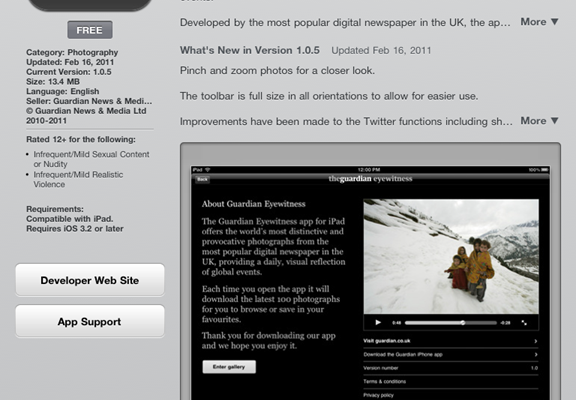 FREE
Category: Photography
Updated: Feb 16, 2011
Current Version: 1.0.5
Size: 13.4 MB
Language: English
Seller: Guardian News & Medi...
© Guardian News & Media Ltd
2010-2011
Rated 12+ for the following:
• Infrequent/Mild Sexual Content
or Nudity
• Infrequent/Mild Realistic
Violence
Requirements:
Compatible with iPad.
Requires iOS 3.2 or later
Developer Web Site
App Support
Developed by the most popular digital newspaper in the UK, the ap... More ▼
What's New in Version 1.0.5 Updated Feb 16, 2011
Pinch and zoom photos for a closer look.
The toolbar is full size in all orientations to allow for easier use.
Improvements have been made to the Twitter functions including sh... More ▼
iPad 12:00 PM 100%
Back theguardian eyewitness
About Guardian Eyewitness
The Guardian Eyewitness app for iPad
offers the world's most distinctive and
provocative photographs from the
most popular digital newspaper in the
UK, providing a daily, visual reflection
of global events.
Each time you open the app it will
download the latest 100 photographs
for you to browse or save in your
favourites.
Thank you for downloading our app
and we hope you enjoy it.
Enter gallery
0:48 -0:28
Visit guardian.co.uk
Download the Guardian iPhone app
Version number 1.0
Terms & conditions
Privacy policy